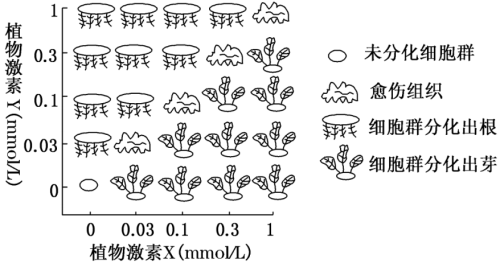 植物激素Y(mmol/L)
1
0.3
0.1
0.03
0
0 0.03 0.1 0.3 1
植物激素X(mmol/L)
未分化细胞群
愈伤组织
细胞群分化出根
细胞群分化出芽